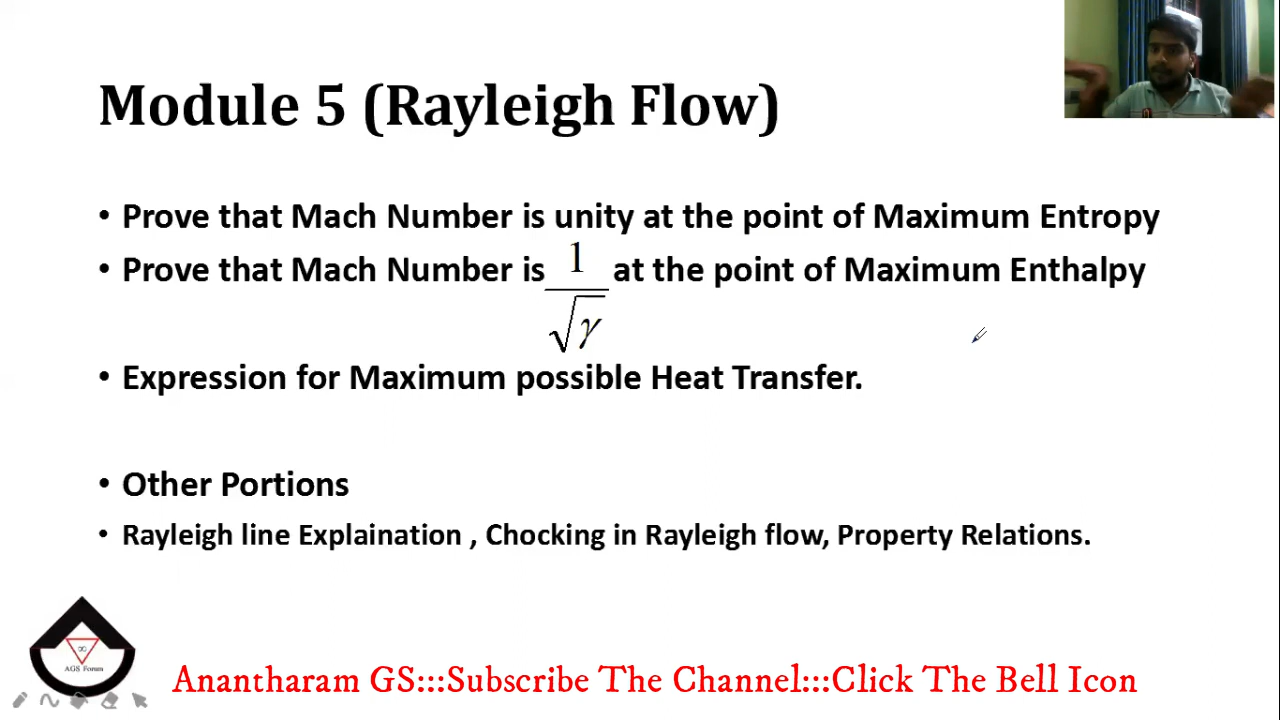 Module 5 (Rayleigh Flow)
• Prove that Mach Number is unity at the point of Maximum Entropy
• Prove that Mach Number is 1/√γ at the point of Maximum Enthalpy
• Expression for Maximum possible Heat Transfer.
• Other Portions
• Rayleigh line Explaination , Chocking in Rayleigh flow, Property Relations.
∞
AGS Forum
Anantharam GS:::Subscribe The Channel:::Click The Bell Icon